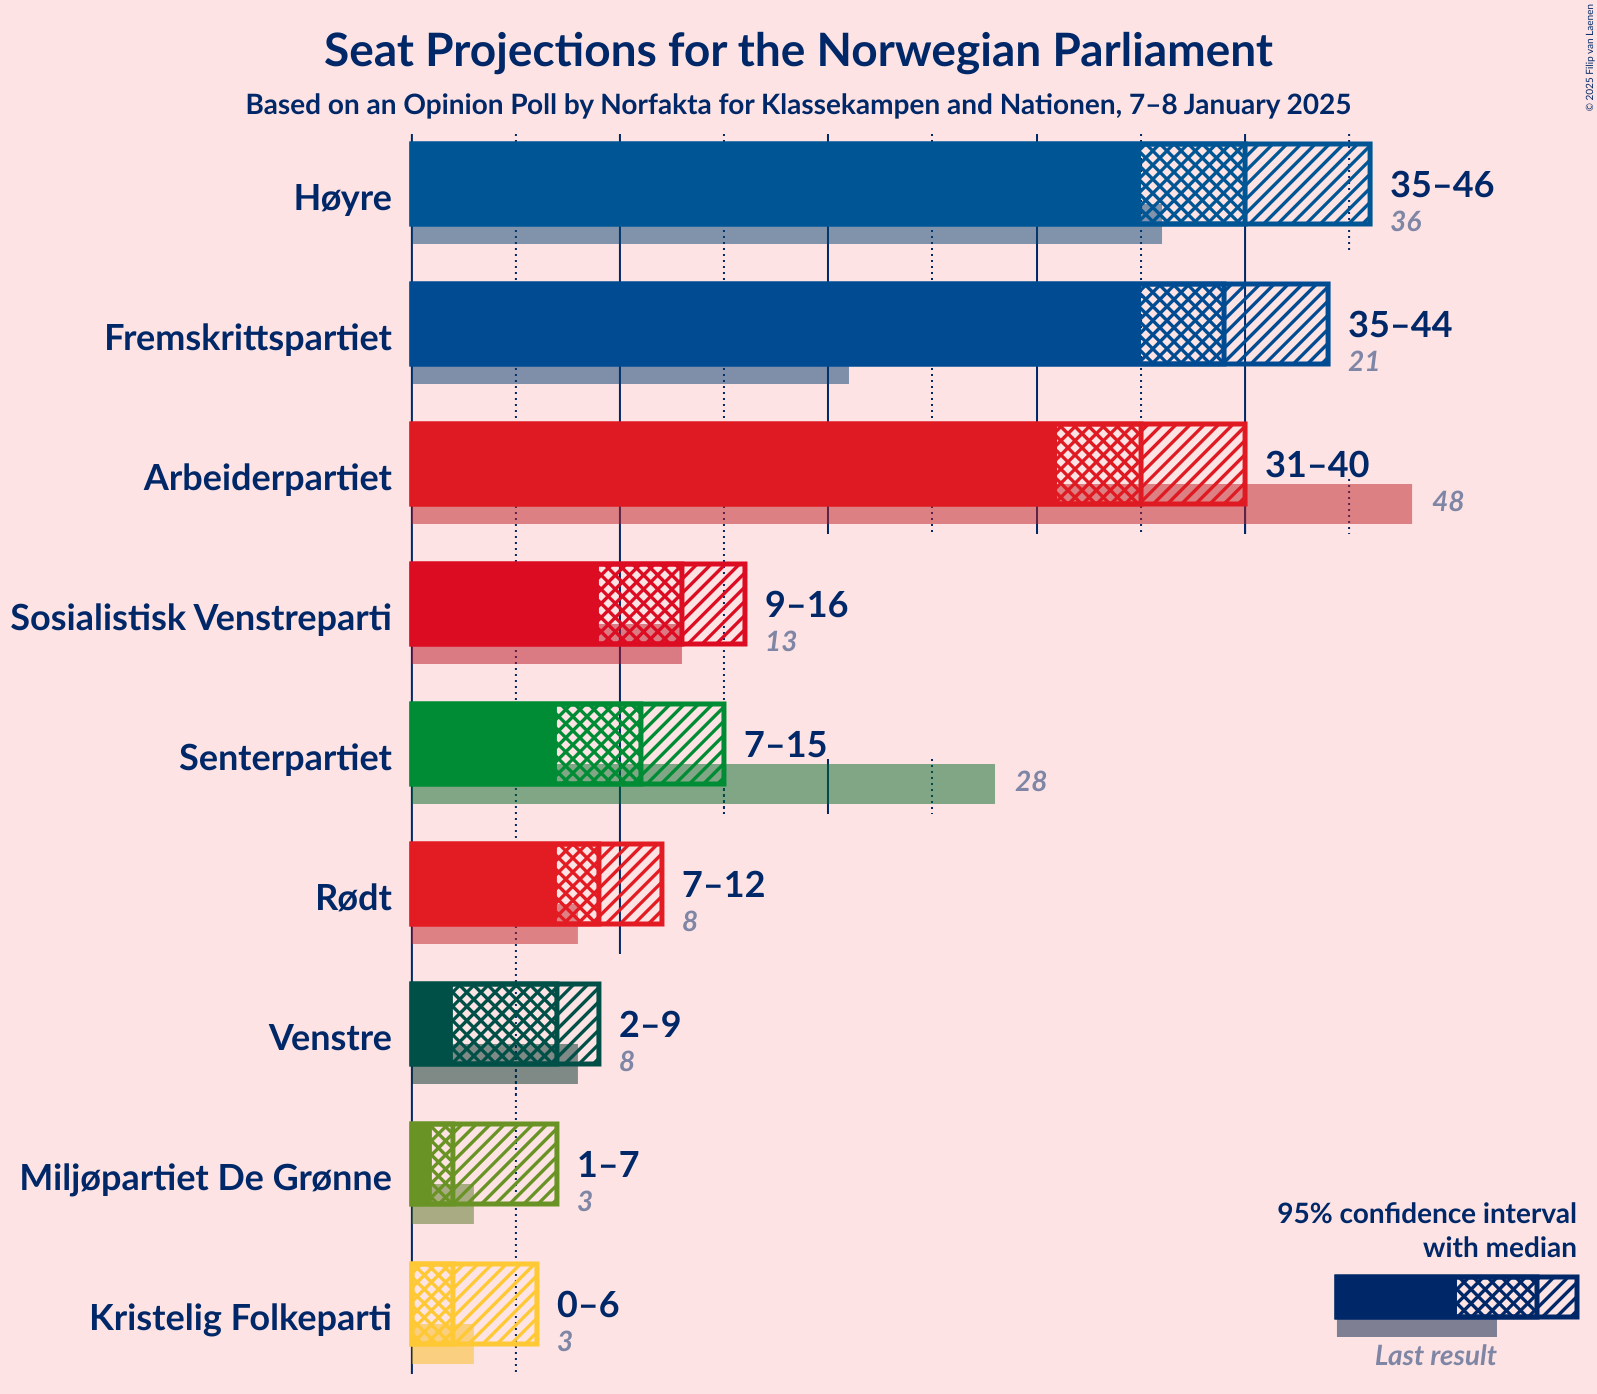 Seat Projections for the Norwegian Parliament
Based on an Opinion Poll by Norfakta for Klassekampen and Nationen, 7–8 January 2025
© 2025 Filip van Laenen
Høyre
35–46
36
Fremskrittspartiet
35–44
21
Arbeiderpartiet
31–40
48
Sosialistisk Venstreparti
9–16
13
Senterpartiet
7–15
28
Rødt
7–12
8
Venstre
2–9
8
Miljøpartiet De Grønne
1–7
3
Kristelig Folkeparti
0–6
3
95% confidence interval
with median
Last result